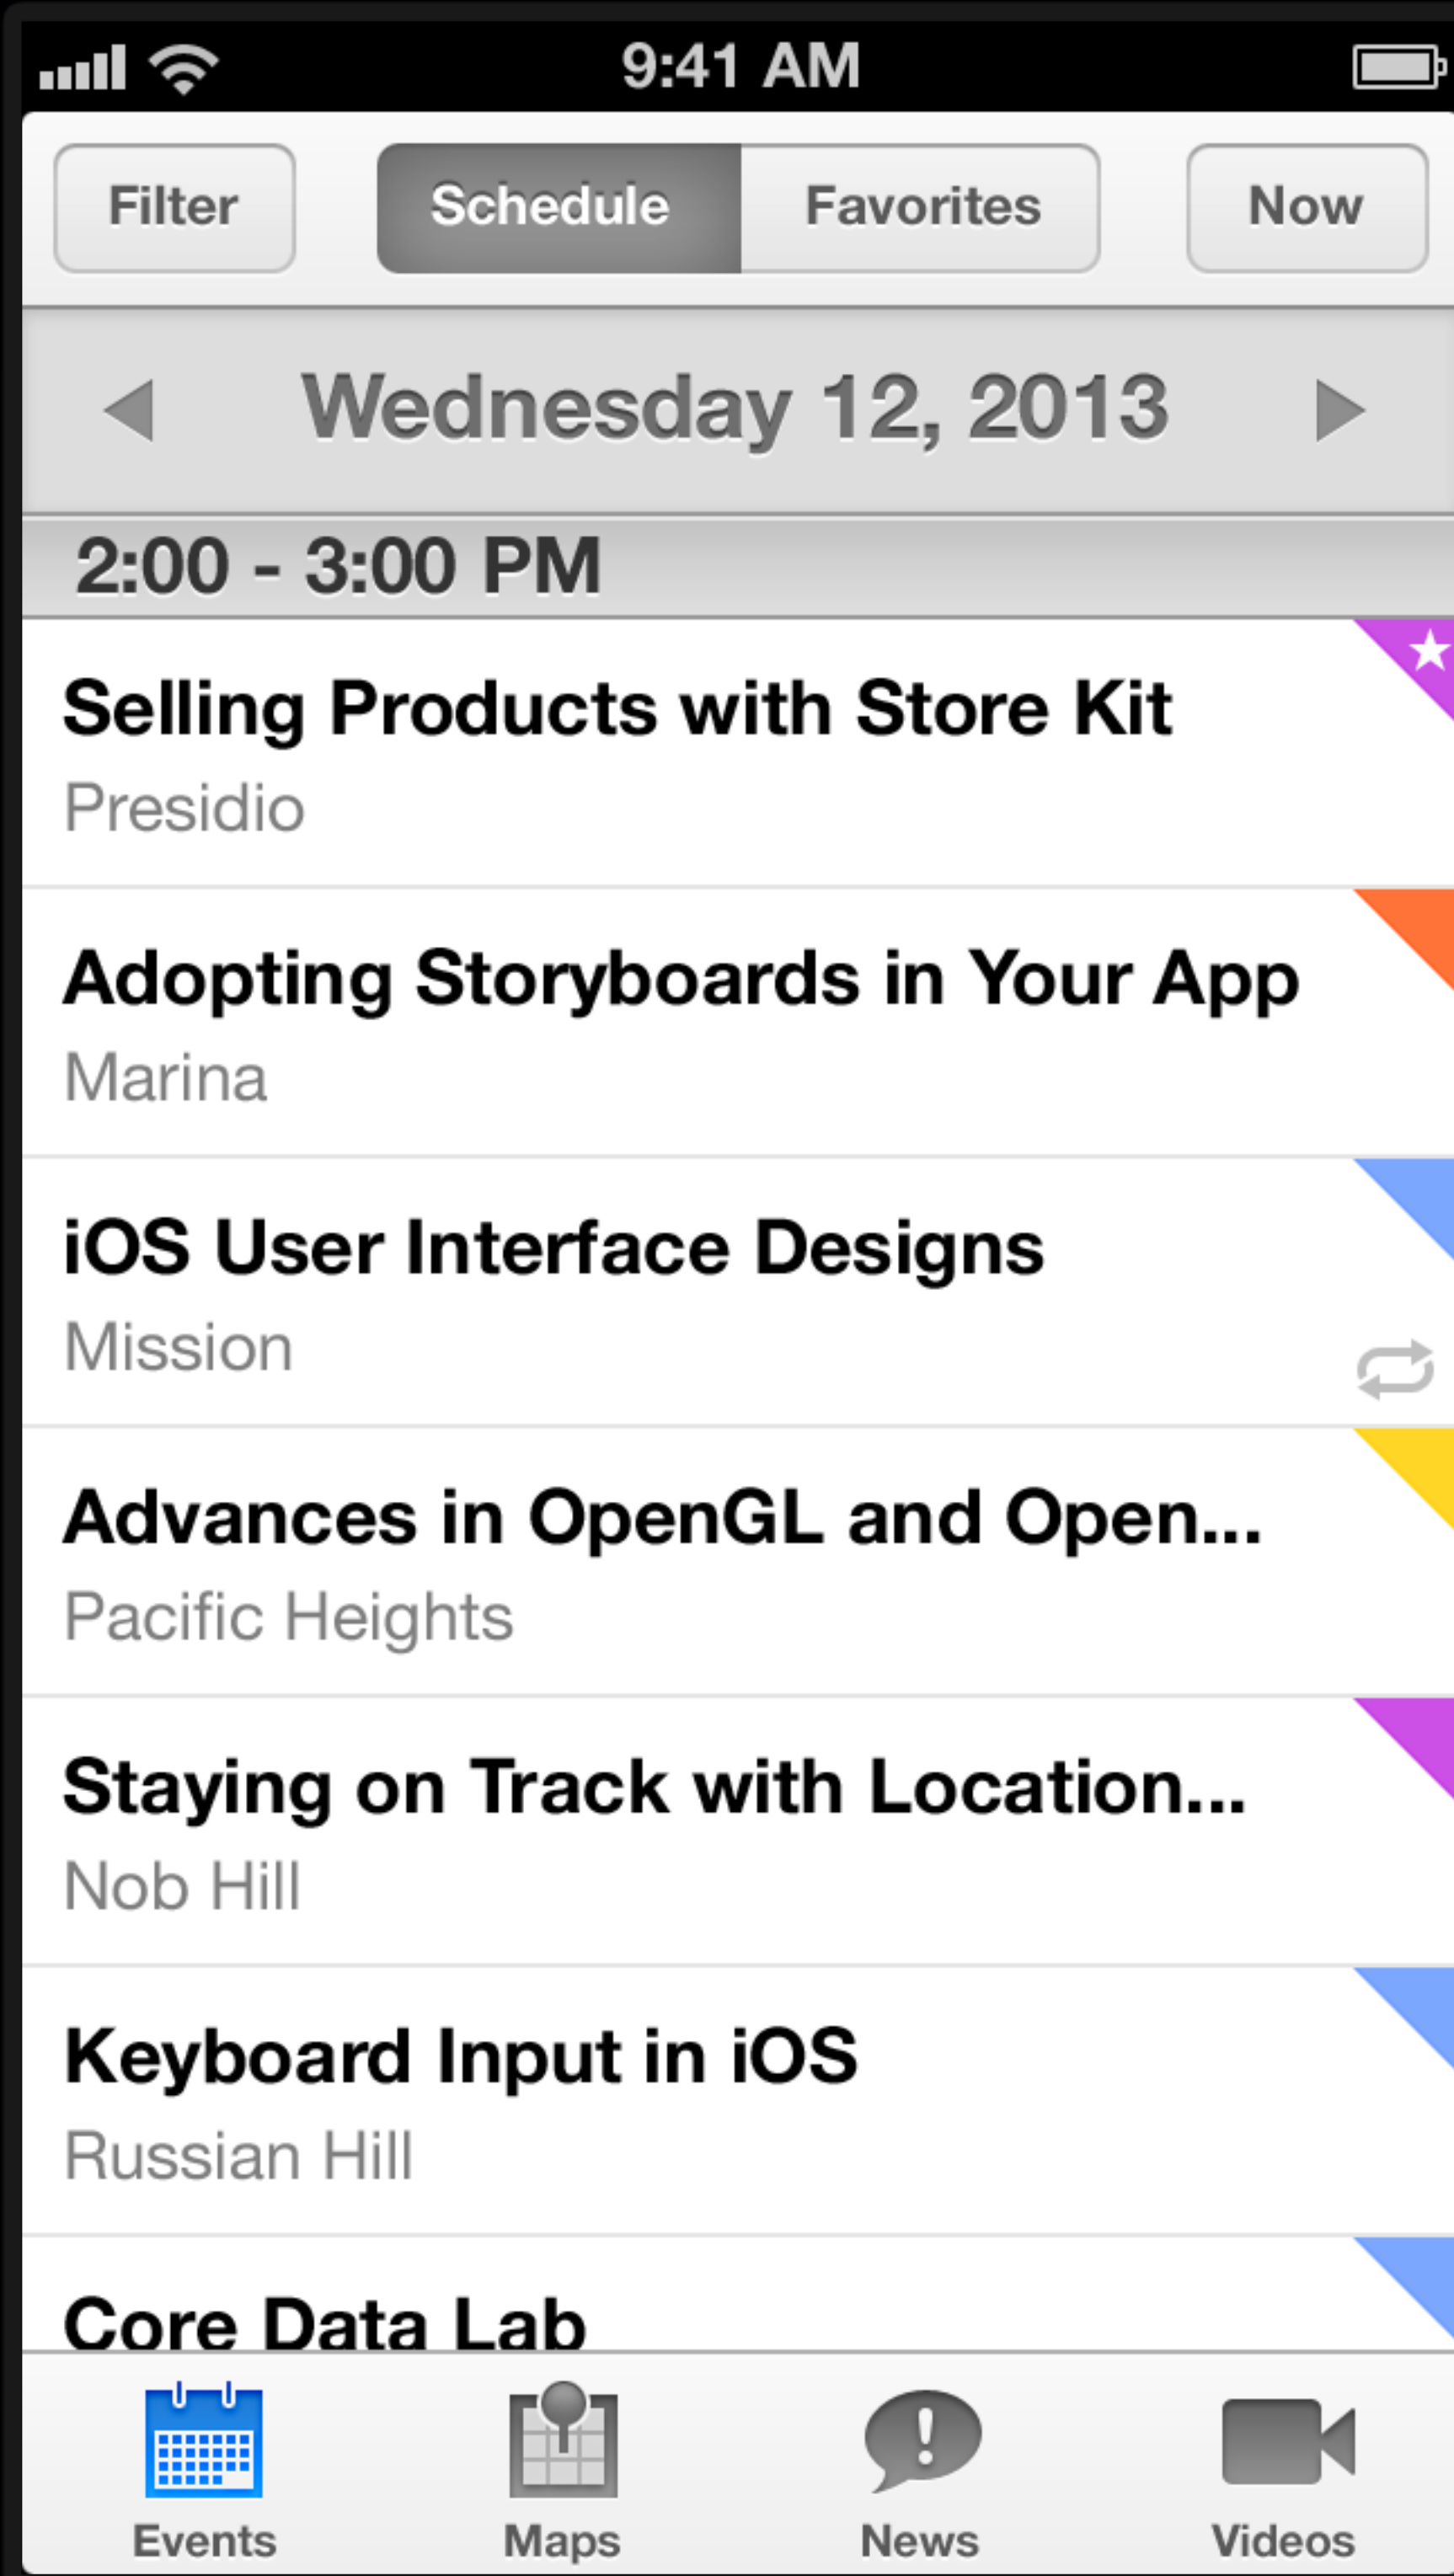 9:41 AM
Filter
Schedule
Favorites
Now
Wednesday 12, 2013
2:00 - 3:00 PM
Selling Products with Store Kit
Presidio
Adopting Storyboards in Your App
Marina
iOS User Interface Designs
Mission
Advances in OpenGL and Open...
Pacific Heights
Staying on Track with Location...
Nob Hill
Keyboard Input in iOS
Russian Hill
Core Data Lab
Events
Maps
News
Videos